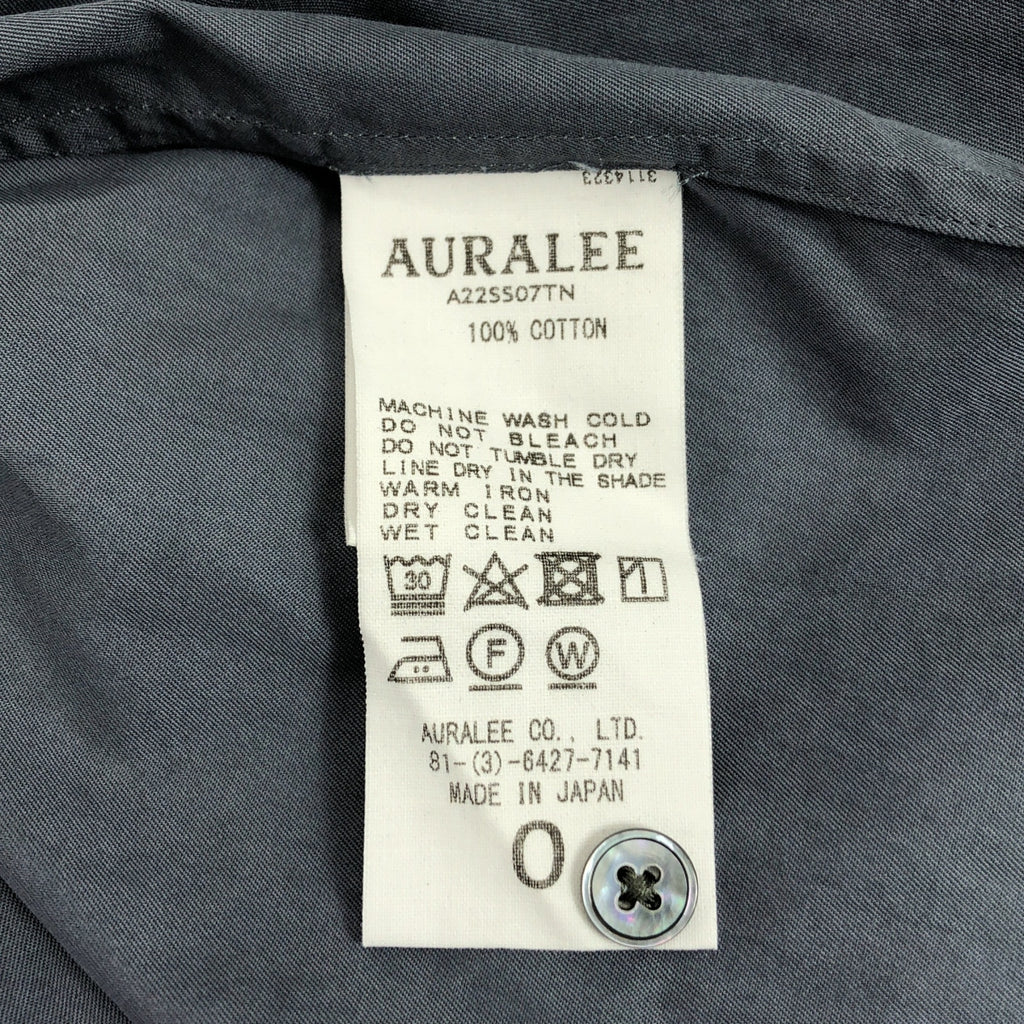 3114323
AURALEE
A22SS07TN
100% COTTON
MACHINE WASH COLD
DO NOT BLEACH
DO NOT TUMBLE DRY
LINE DRY IN THE SHADE
WARM IRON
DRY CLEAN
WET CLEAN
30
F W
AURALEE CO., LTD.
81-(3)-6427-7141
MADE IN JAPAN
0